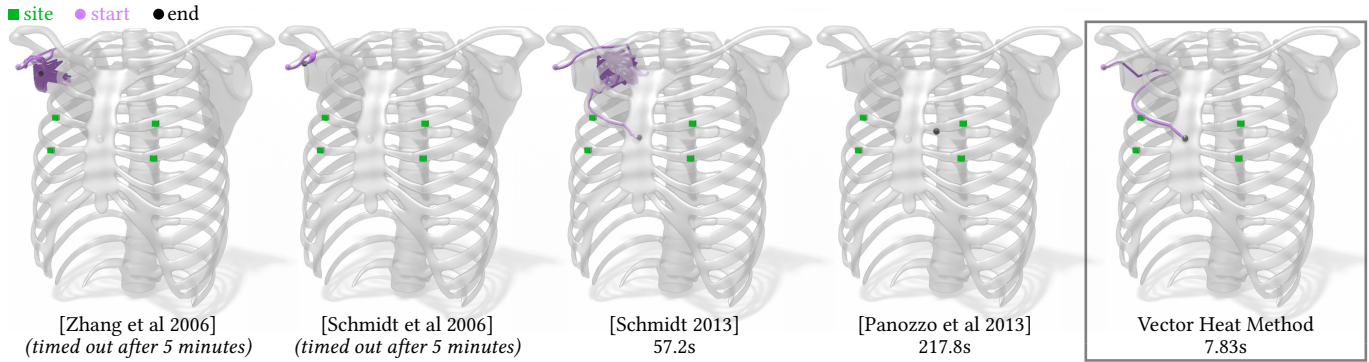 site start end
[Zhang et al 2006]
(timed out after 5 minutes)
[Schmidt et al 2006]
(timed out after 5 minutes)
[Schmidt 2013]
57.2s
[Panozzo et al 2013]
217.8s
Vector Heat Method
7.83s